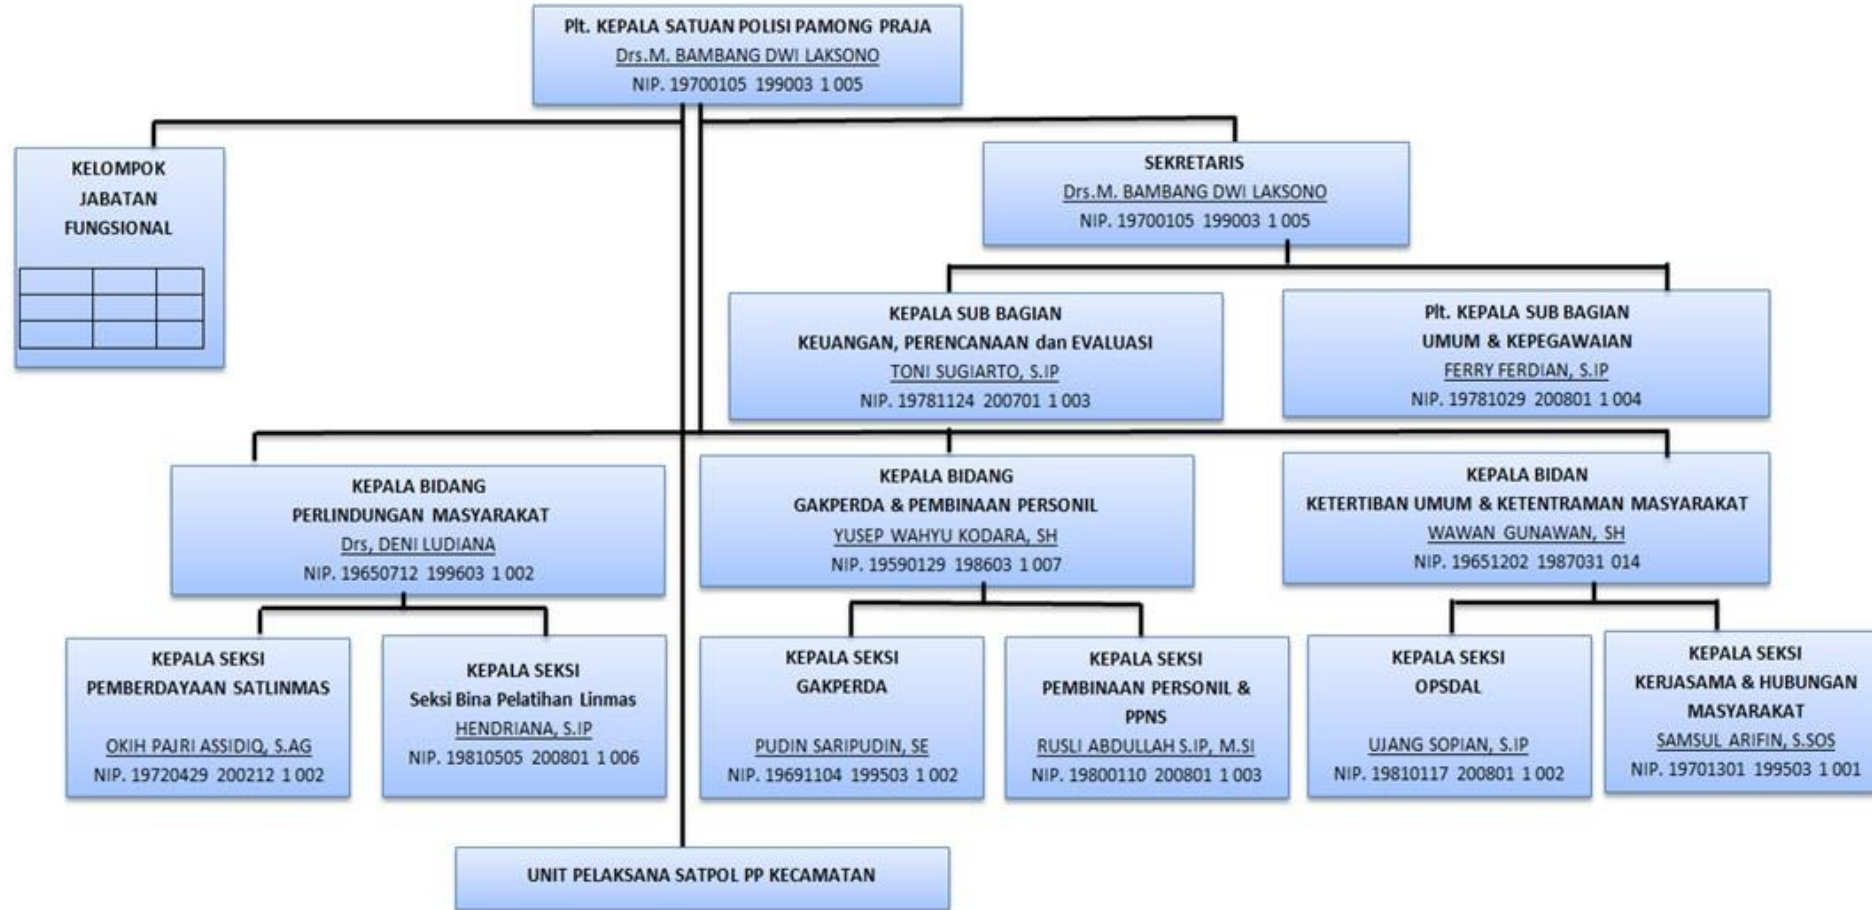 Plt. KEPALA SATUAN POLISI PAMONG PRAJA
Drs.M. BAMBANG DWI LAKSONO
NIP. 19700105 199003 1 005
KELOMPOK
JABATAN
FUNGSIONAL
SEKRETARIS
Drs.M. BAMBANG DWI LAKSONO
NIP. 19700105 199003 1 005
KEPALA SUB BAGIAN
KEUANGAN, PERENCANAAN dan EVALUASI
TONI SUGIARTO, S.IP
NIP. 19781124 200701 1 003
Plt. KEPALA SUB BAGIAN
UMUM & KEPEGAWAIAN
FERRY FERDIAN, S.IP
NIP. 19781029 200801 1 004
KEPALA BIDANG
PERLINDUNGAN MASYARAKAT
Drs, DENI LUDIANA
NIP. 19650712 199603 1 002
KEPALA BIDANG
GAKPERDA & PEMBINAAN PERSONIL
YUSEP WAHYU KODARA, SH
NIP. 19590129 198603 1 007
KEPALA BIDAN
KETERTIBAN UMUM & KETENTRAMAN MASYARAKAT
WAWAN GUNAWAN, SH
NIP. 19651202 1987031 014
KEPALA SEKSI
PEMBERDAYAAN SATLINMAS
OKIH PAJRI ASSIDIQ, S.AG
NIP. 19720429 200212 1 002
KEPALA SEKSI
Seksi Bina Pelatihan Linmas
HENDRIANA, S.IP
NIP. 19810505 200801 1 006
KEPALA SEKSI
GAKPERDA
PUDIN SARIPUDIN, SE
NIP. 19691104 199503 1 002
KEPALA SEKSI
PEMBINAAN PERSONIL &
PPNS
RUSLI ABDULLAH S.IP, M.SI
NIP. 19800110 200801 1 003
KEPALA SEKSI
OPSDAL
UJANG SOPIAN, S.IP
NIP. 19810117 200801 1 002
KEPALA SEKSI
KERJASAMA & HUBUNGAN
MASYARAKAT
SAMSUL ARIFIN, S.SOS
NIP. 19701301 199503 1 001
UNIT PELAKSANA SATPOL PP KECAMATAN